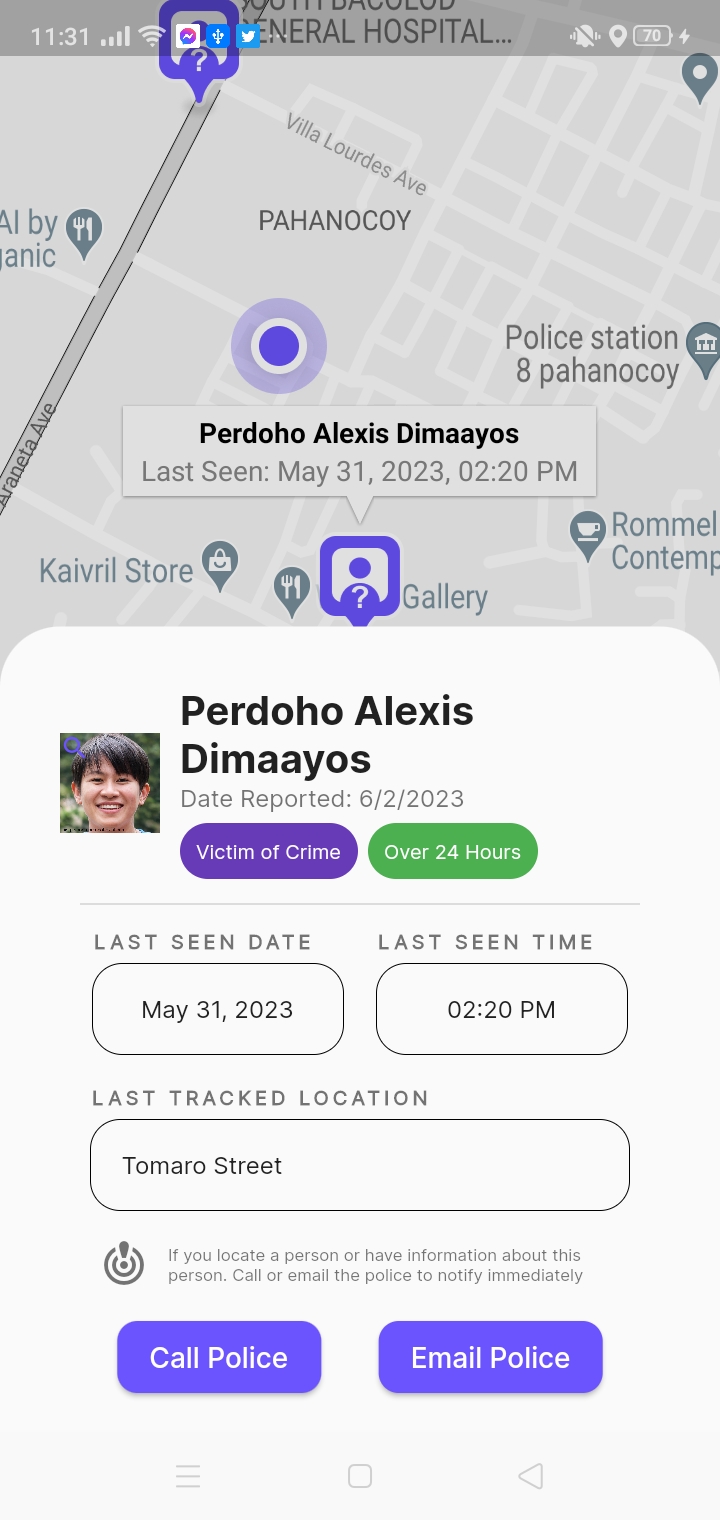 SOUTH BACOLOD
GENERAL HOSPITAL...
11:31
70
?
Villa Lourdes Ave
AI by
ganic
PAHANOCOY
Police station
8 pahanocoy
Araneta Ave
Perdoho Alexis Dimaayos
Last Seen: May 31, 2023, 02:20 PM
Rommel
Contemp
Kaivril Store
?
Gallery
Perdoho Alexis
Dimaayos
Date Reported: 6/2/2023
Victim of Crime
Over 24 Hours
LAST SEEN DATE
LAST SEEN TIME
May 31, 2023
02:20 PM
LAST TRACKED LOCATION
Tomaro Street
If you locate a person or have information about this
person. Call or email the police to notify immediately
Call Police
Email Police